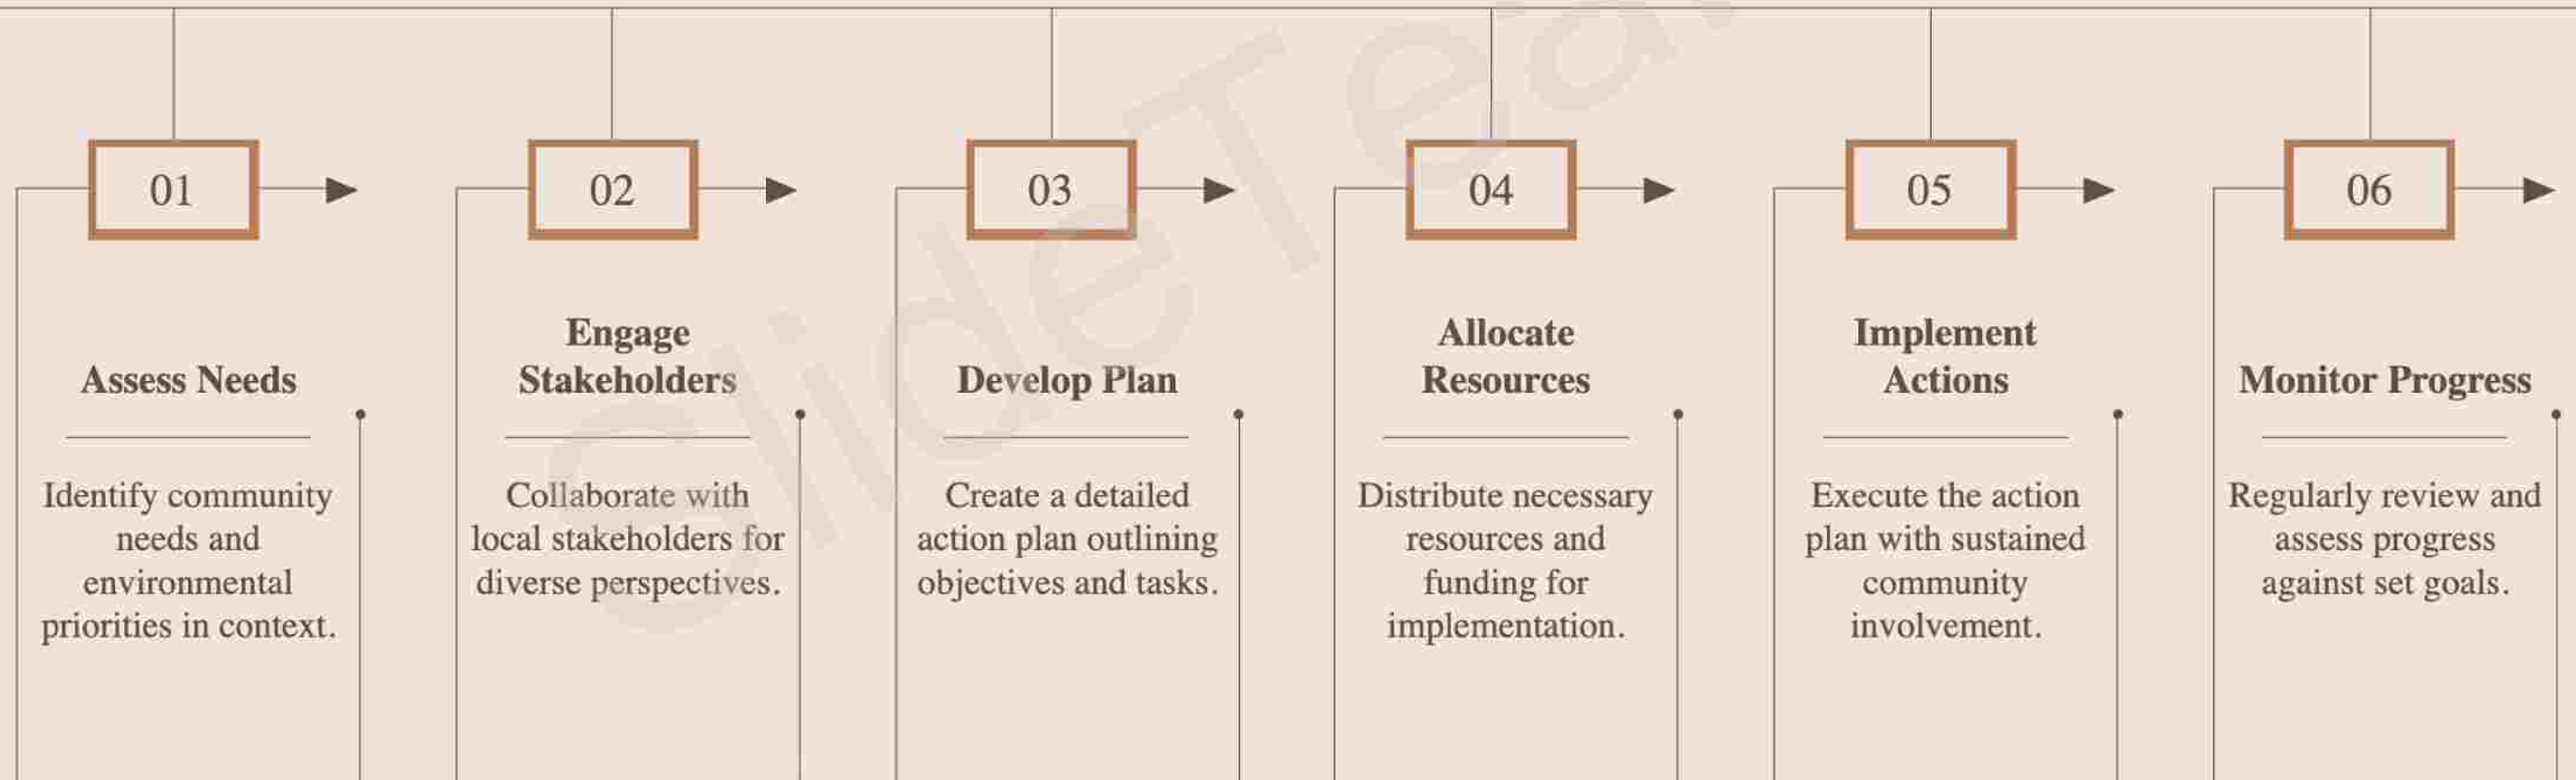 01
Assess Needs
Identify community
needs and
environmental
priorities in context.
02
Engage
Stakeholders
Collaborate with
local stakeholders for
diverse perspectives.
03
Develop Plan
Create a detailed
action plan outlining
objectives and tasks.
04
Allocate
Resources
Distribute necessary
resources and
funding for
implementation.
05
Implement
Actions
Execute the action
plan with sustained
community
involvement.
06
Monitor Progress
Regularly review and
assess progress
against set goals.